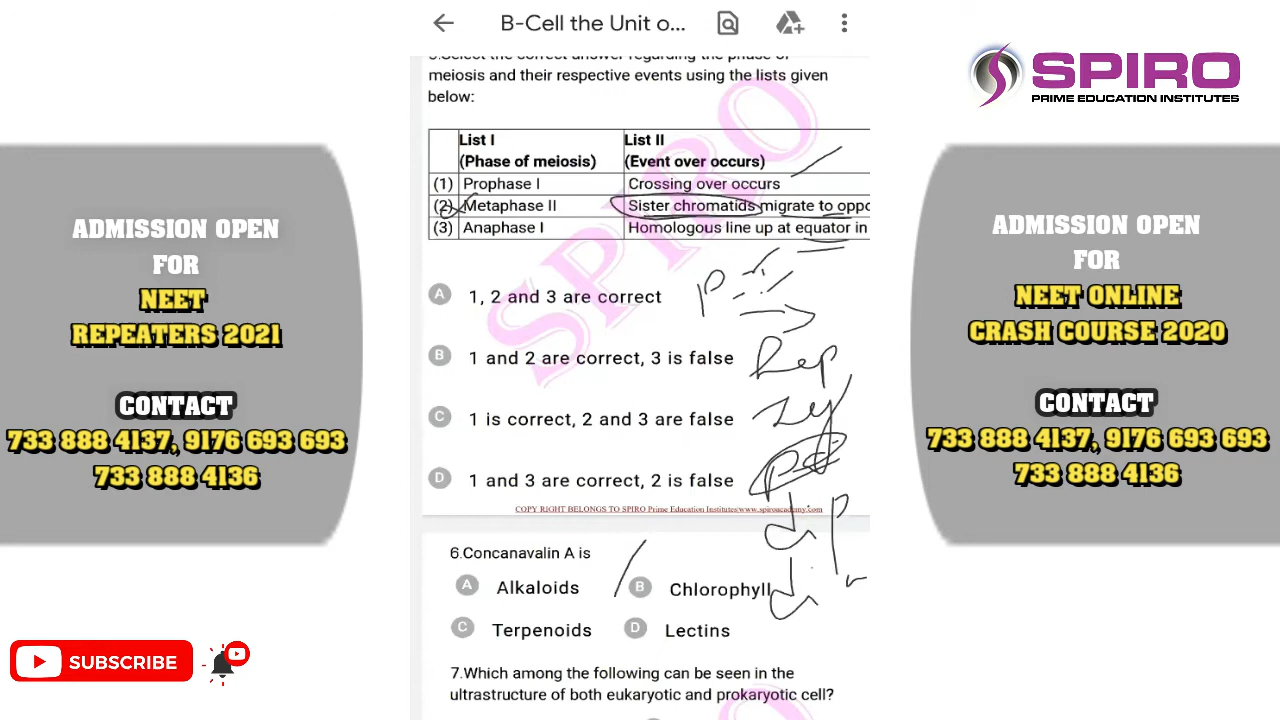 B-Cell the Unit o...
SPIRO
PRIME EDUCATION INSTITUTES
5.Select the correct answer regarding the phase of
meiosis and their respective events using the lists given
below:
List I List II
(Phase of meiosis) (Event over occurs)
(1) Prophase I Crossing over occurs
(2) Metaphase II Sister chromatids migrate to oppo
(3) Anaphase I Homologous line up at equator in
A 1, 2 and 3 are correct
B 1 and 2 are correct, 3 is false
C 1 is correct, 2 and 3 are false
D 1 and 3 are correct, 2 is false
P
Lep
Zy
di
SPIRO
COPY RIGHT BELONGS TO SPIRO Prime Education Institutes/www.spiroacademy.com
6.Concanavalin A is
A Alkaloids B Chlorophyll
C Terpenoids D Lectins
7.Which among the following can be seen in the
ultrastructure of both eukaryotic and prokaryotic cell?
ADMISSION OPEN
FOR
NEET
REPEATERS 2021
CONTACT
733 888 4137, 9176 693 693
733 888 4136
ADMISSION OPEN
FOR
NEET ONLINE
CRASH COURSE 2020
CONTACT
733 888 4137, 9176 693 693
733 888 4136
SUBSCRIBE